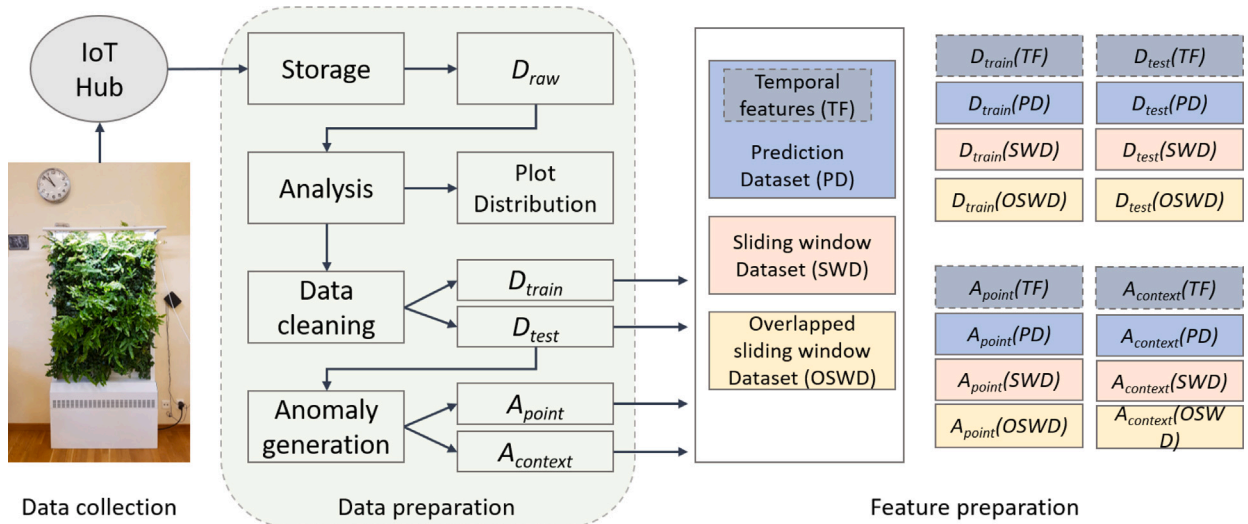 IoT
Hub
Storage
D_raw
Analysis
Plot
Distribution
Data
cleaning
D_train
D_test
Anomaly
generation
A_point
A_context
Temporal
features (TF)
Prediction
Dataset (PD)
Sliding window
Dataset (SWD)
Overlapped
sliding window
Dataset (OSWD)
D_train(TF)
D_test(TF)
D_train(PD)
D_test(PD)
D_train(SWD)
D_test(SWD)
D_train(OSWD)
D_test(OSWD)
A_point(TF)
A_context(TF)
A_point(PD)
A_context(PD)
A_point(SWD)
A_context(SWD)
A_point(OSWD)
A_context(OSW
D)
Data collection
Data preparation
Feature preparation